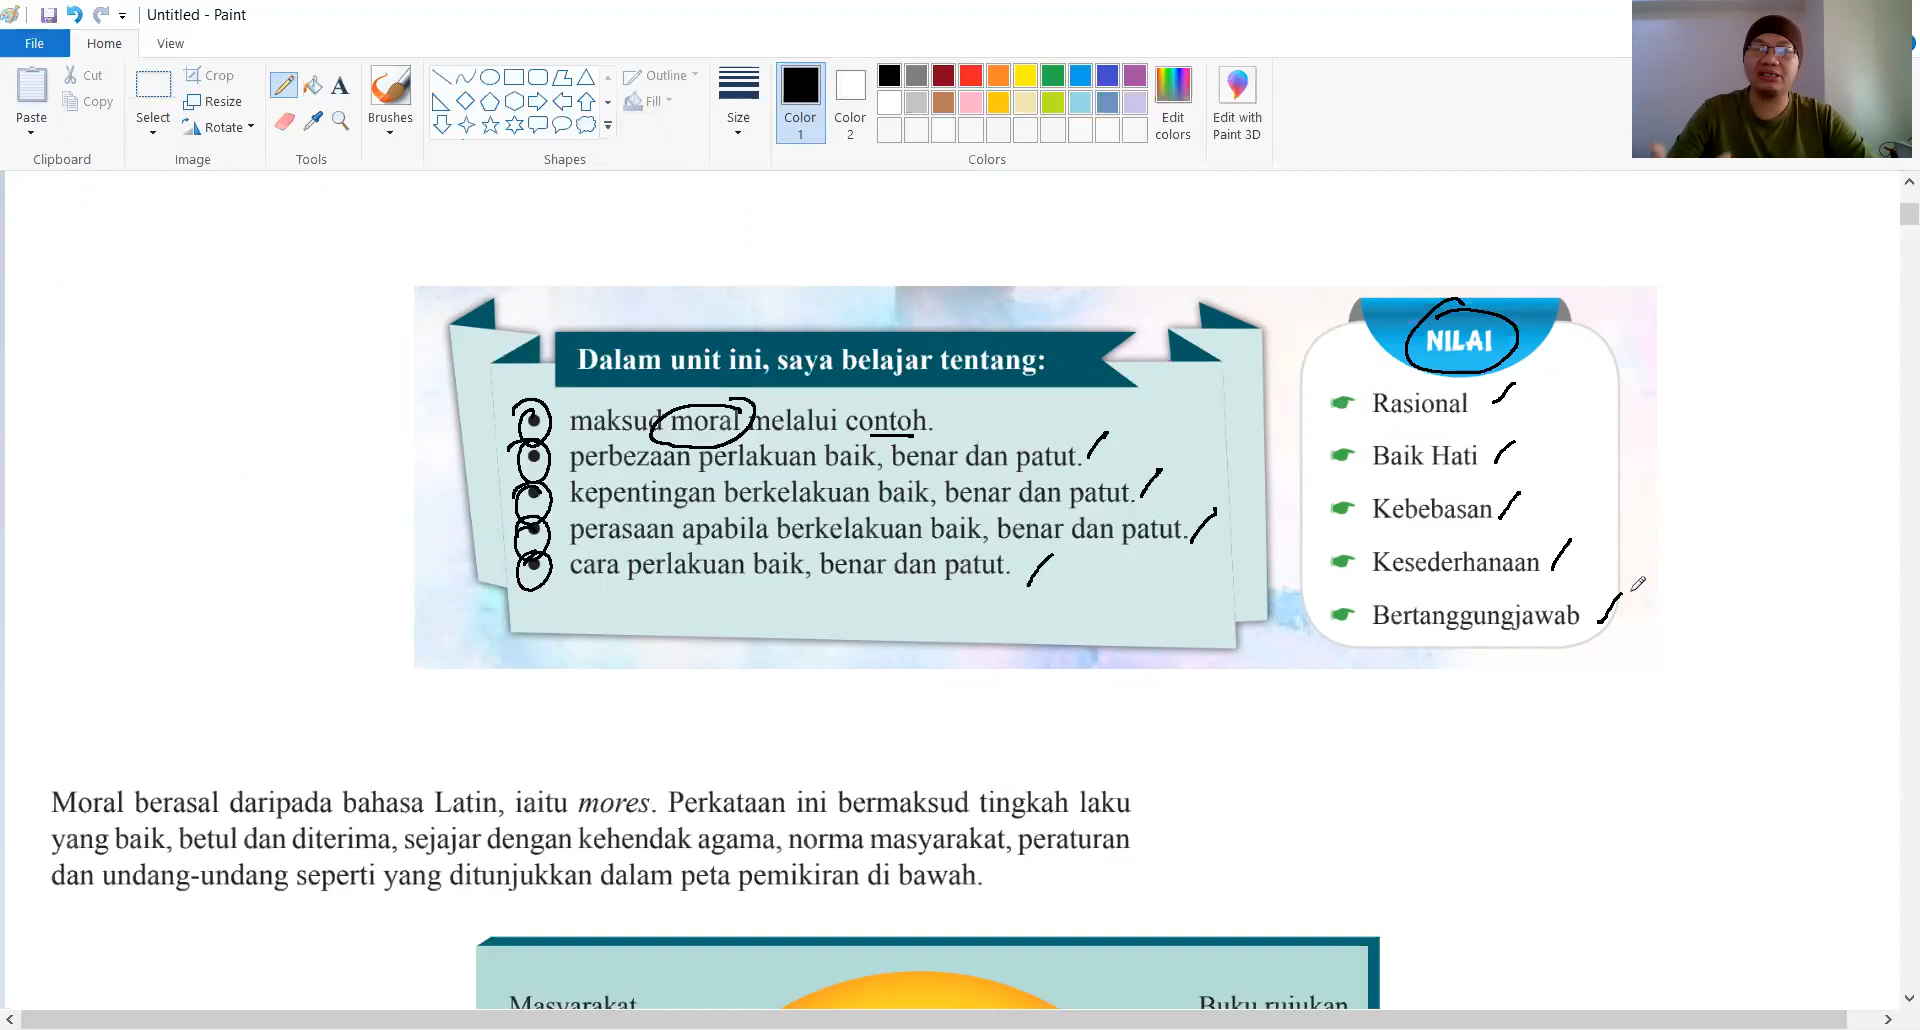 Untitled - Paint
File Home View
Paste
Cut
Copy
Clipboard
Select
Crop
Resize
Rotate
Image
Tools
Brushes
Outline
Fill
Shapes
Size
Color 1
Color 2
Edit colors
Edit with Paint 3D
Colors
Dalam unit ini, saya belajar tentang:
maksud moral melalui contoh.
perbezaan perlakuan baik, benar dan patut.
kepentingan berkelakuan baik, benar dan patut.
perasaan apabila berkelakuan baik, benar dan patut.
cara perlakuan baik, benar dan patut.
NILAI
Rasional
Baik Hati
Kebebasan
Kesederhanaan
Bertanggungjawab
Moral berasal daripada bahasa Latin, iaitu mores. Perkataan ini bermaksud tingkah laku
yang baik, betul dan diterima, sejajar dengan kehendak agama, norma masyarakat, peraturan
dan undang-undang seperti yang ditunjukkan dalam peta pemikiran di bawah.
Masyarakat Buku rujukan